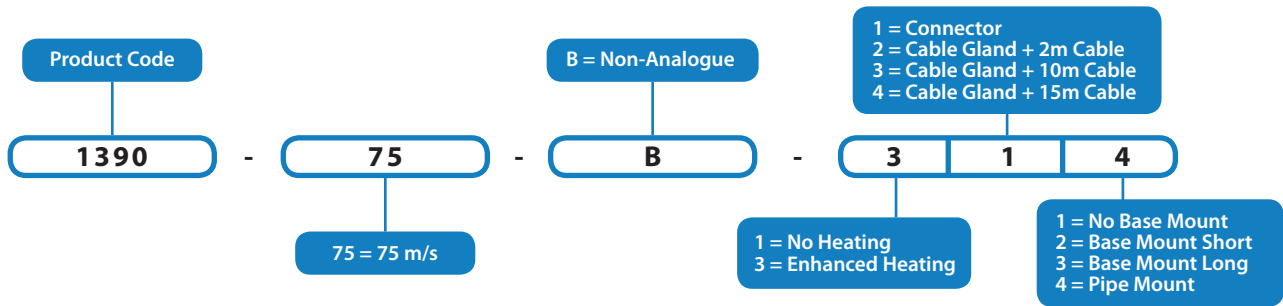 1 = Connector
2 = Cable Gland + 2m Cable
3 = Cable Gland + 10m Cable
4 = Cable Gland + 15m Cable
Product Code
B = Non-Analogue
1390 - 75 - B - 3 1 4
75 = 75 m/s
1 = No Heating
3 = Enhanced Heating
1 = No Base Mount
2 = Base Mount Short
3 = Base Mount Long
4 = Pipe Mount